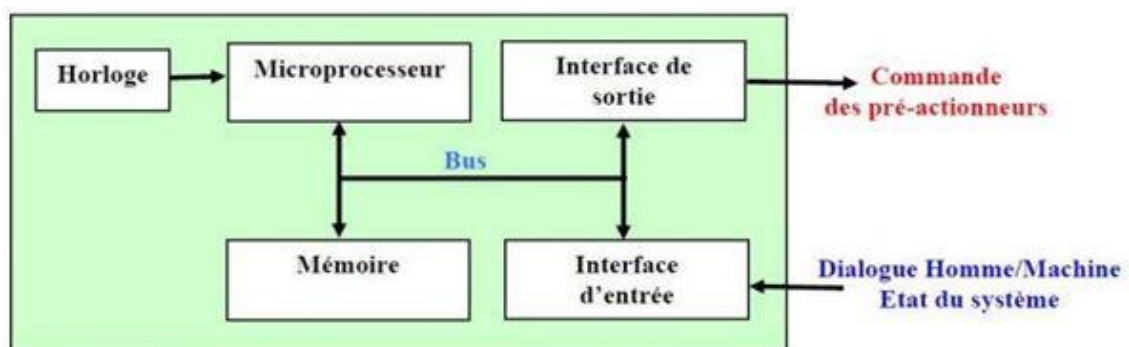 Horloge
Microprocesseur
Interface de
sortie
Commande
des pré-actionneurs
Bus
Mémoire
Interface
d'entrée
Dialogue Homme/Machine
Etat du système